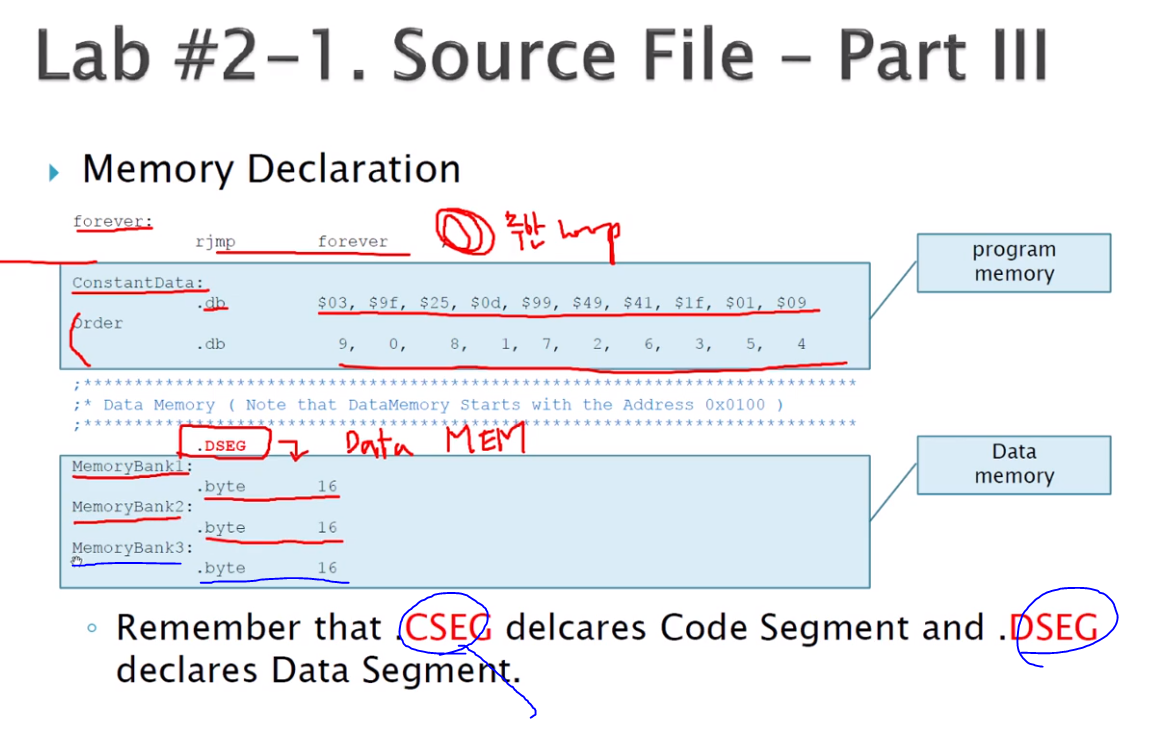 Lab #2-1. Source File - Part III
Memory Declaration
forever:
rjmp forever 무한 loop
program
memory
ConstantData:
.db $03, $9f, $25, $0d, $99, $49, $41, $1f, $01, $09
Order
.db 9, 0, 8, 1, 7, 2, 6, 3, 5, 4
;****************************************************************************
;* Data Memory ( Note that DataMemory Starts with the Address 0x0100 )
;****************************************************************************
.DSEG Data MEM
Data
memory
MemoryBank1:
.byte 16
MemoryBank2:
.byte 16
MemoryBank3:
.byte 16
Remember that .CSEG delcares Code Segment and .DSEG
declares Data Segment.